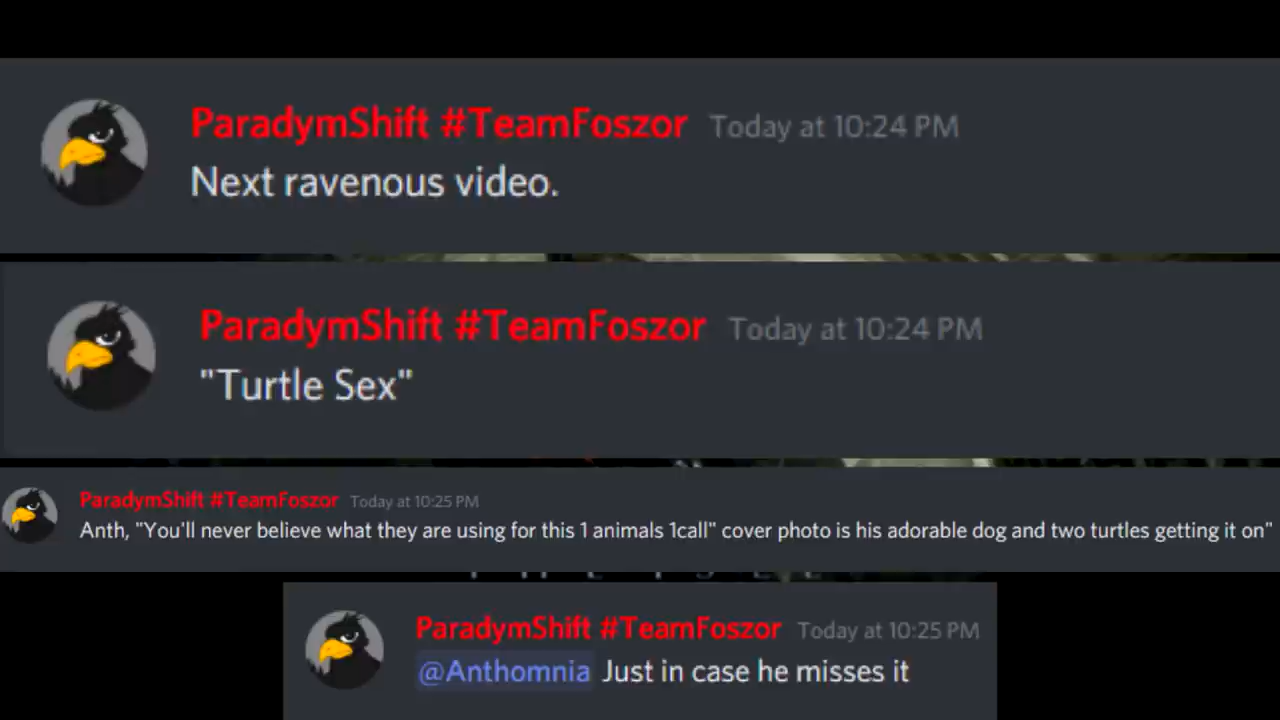 ParadymShift #TeamFoszor Today at 10:24 PM
Next ravenous video.
ParadymShift #TeamFoszor Today at 10:24 PM
"Turtle Sex"
ParadymShift #TeamFoszor Today at 10:25 PM
Anth, "You'll never believe what they are using for this 1 animals 1call" cover photo is his adorable dog and two turtles getting it on"
ParadymShift #TeamFoszor Today at 10:25 PM
@Anthomnia Just in case he misses it